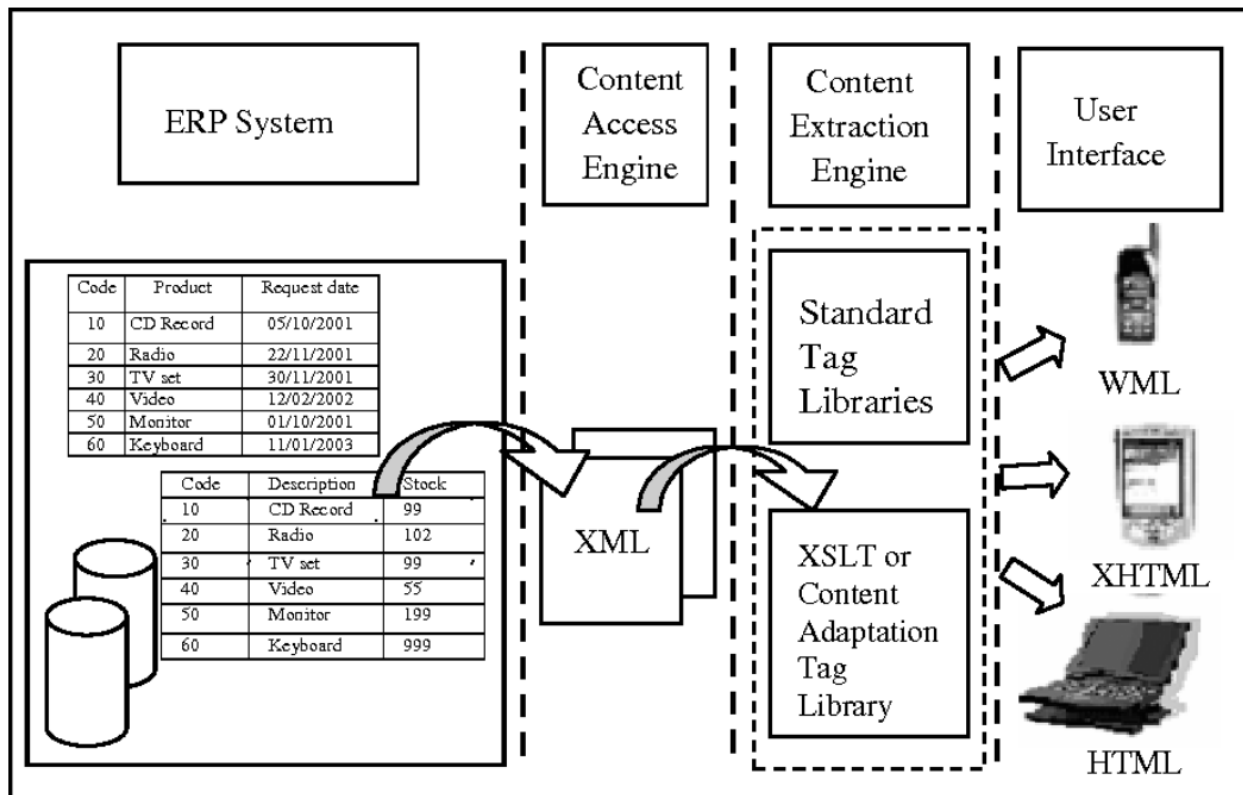 ERP System
Content
Access
Engine
Content
Extraction
Engine
User
Interface
Code Product Request date
10 CD Record 05/10/2001
20 Radio 22/11/2001
30 TV set 30/11/2001
40 Video 12/02/2002
50 Monitor 01/10/2001
60 Keyboard 11/01/2003
Code Description Stock
10 CD Record 99
20 Radio 102
30 TV set 99
40 Video 55
50 Monitor 199
60 Keyboard 999
XML
Standard
Tag
Libraries
XSLT or
Content
Adaptation
Tag
Library
WML
XHTML
HTML